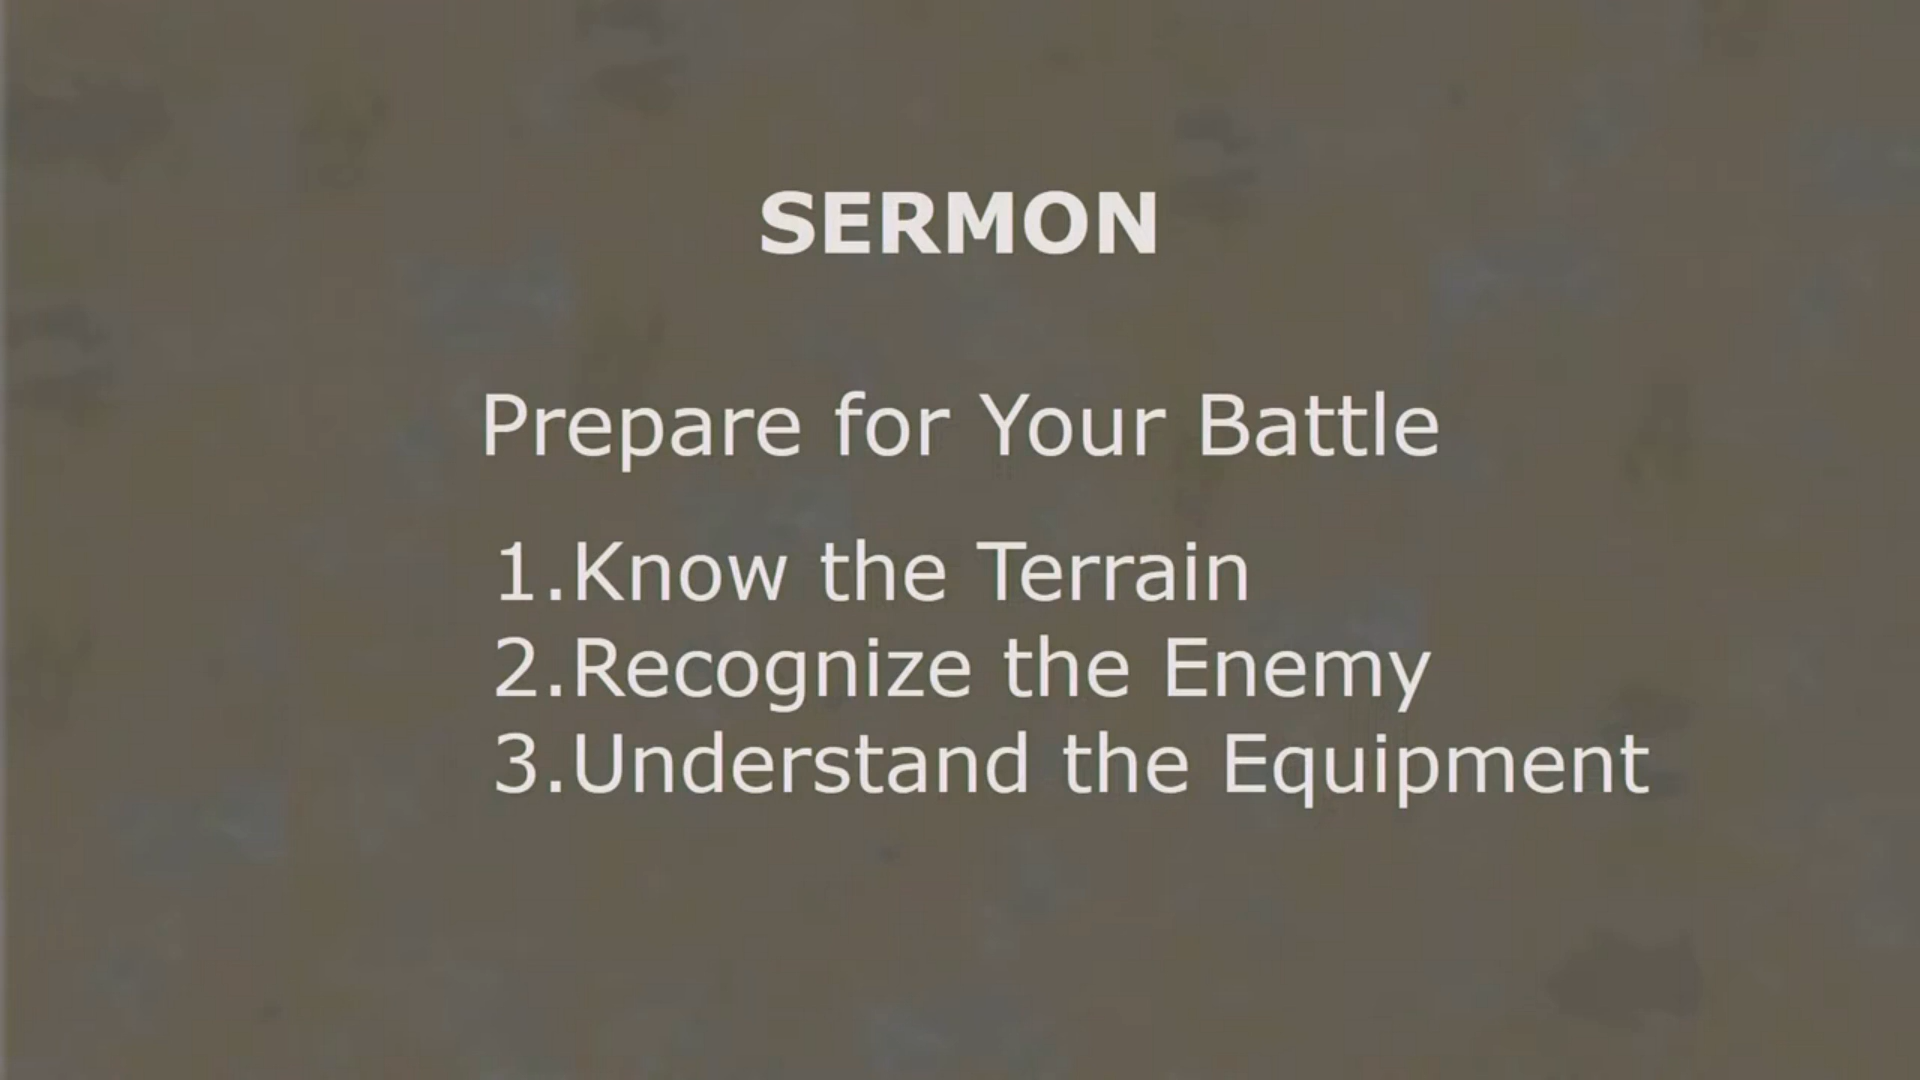 SERMON
Prepare for Your Battle
1.Know the Terrain
2.Recognize the Enemy
3.Understand the Equipment